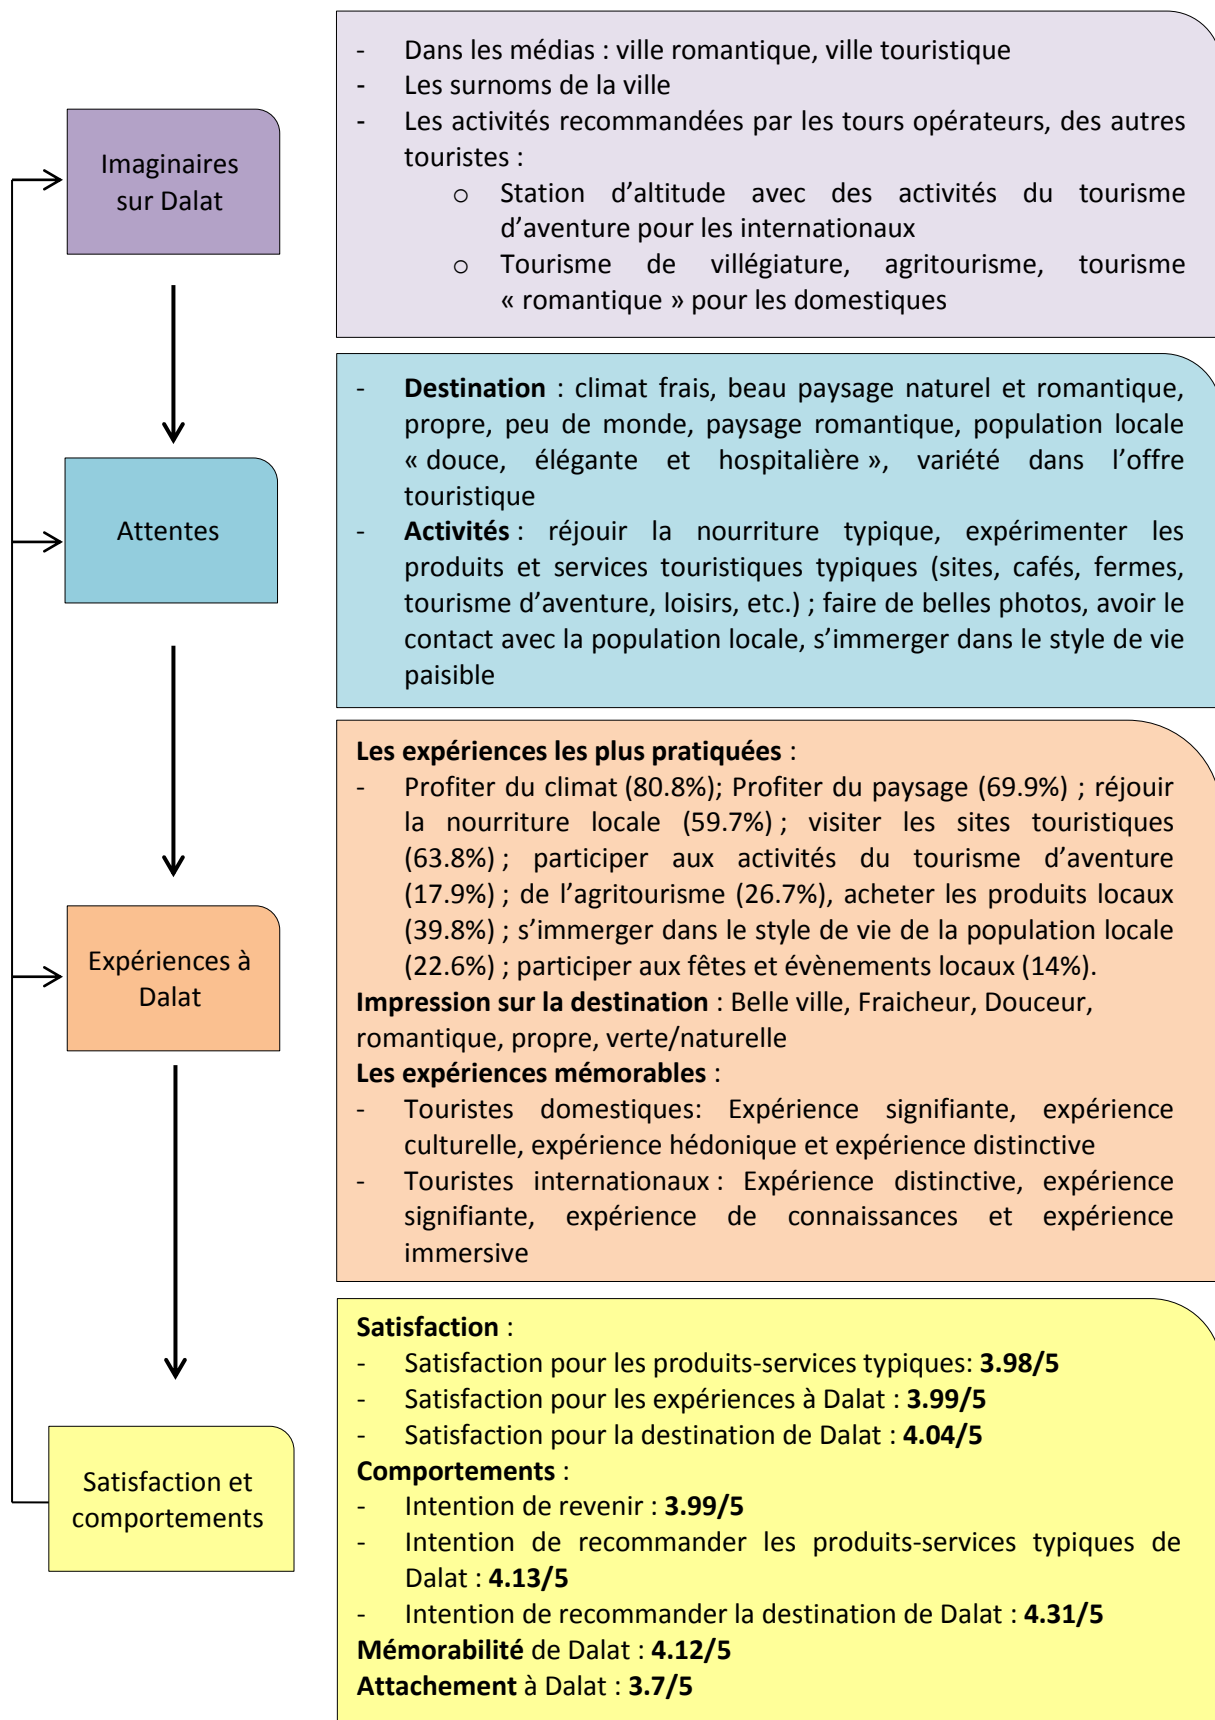 - Dans les médias : ville romantique, ville touristique
- Les surnoms de la ville
- Les activités recommandées par les tours opérateurs, des autres
touristes :
o Station d’altitude avec des activités du tourisme
d’aventure pour les internationaux
o Tourisme de villégiature, agritourisme, tourisme
« romantique » pour les domestiques
Imaginaires
sur Dalat
- Destination : climat frais, beau paysage naturel et romantique,
propre, peu de monde, paysage romantique, population locale
« douce, élégante et hospitalière », variété dans l’offre
touristique
- Activités : réjouir la nourriture typique, expérimenter les
produits et services touristiques typiques (sites, cafés, fermes,
tourisme d’aventure, loisirs, etc.) ; faire de belles photos, avoir le
contact avec la population locale, s’immerger dans le style de vie
paisible
Attentes
Les expériences les plus pratiquées :
- Profiter du climat (80.8%); Profiter du paysage (69.9%) ; réjouir
la nourriture locale (59.7%) ; visiter les sites touristiques
(63.8%) ; participer aux activités du tourisme d’aventure
(17.9%) ; de l’agritourisme (26.7%), acheter les produits locaux
(39.8%) ; s’immerger dans le style de vie de la population locale
(22.6%) ; participer aux fêtes et évènements locaux (14%).
Impression sur la destination : Belle ville, Fraicheur, Douceur,
romantique, propre, verte/naturelle
Les expériences mémorables :
- Touristes domestiques: Expérience signifiante, expérience
culturelle, expérience hédonique et expérience distinctive
- Touristes internationaux : Expérience distinctive, expérience
signifiante, expérience de connaissances et expérience
immersive
Expériences à
Dalat
Satisfaction :
- Satisfaction pour les produits-services typiques: 3.98/5
- Satisfaction pour les expériences à Dalat : 3.99/5
- Satisfaction pour la destination de Dalat : 4.04/5
Comportements :
- Intention de revenir : 3.99/5
- Intention de recommander les produits-services typiques de
Dalat : 4.13/5
- Intention de recommander la destination de Dalat : 4.31/5
Mémorabilité de Dalat : 4.12/5
Attachement à Dalat : 3.7/5
Satisfaction et
comportements